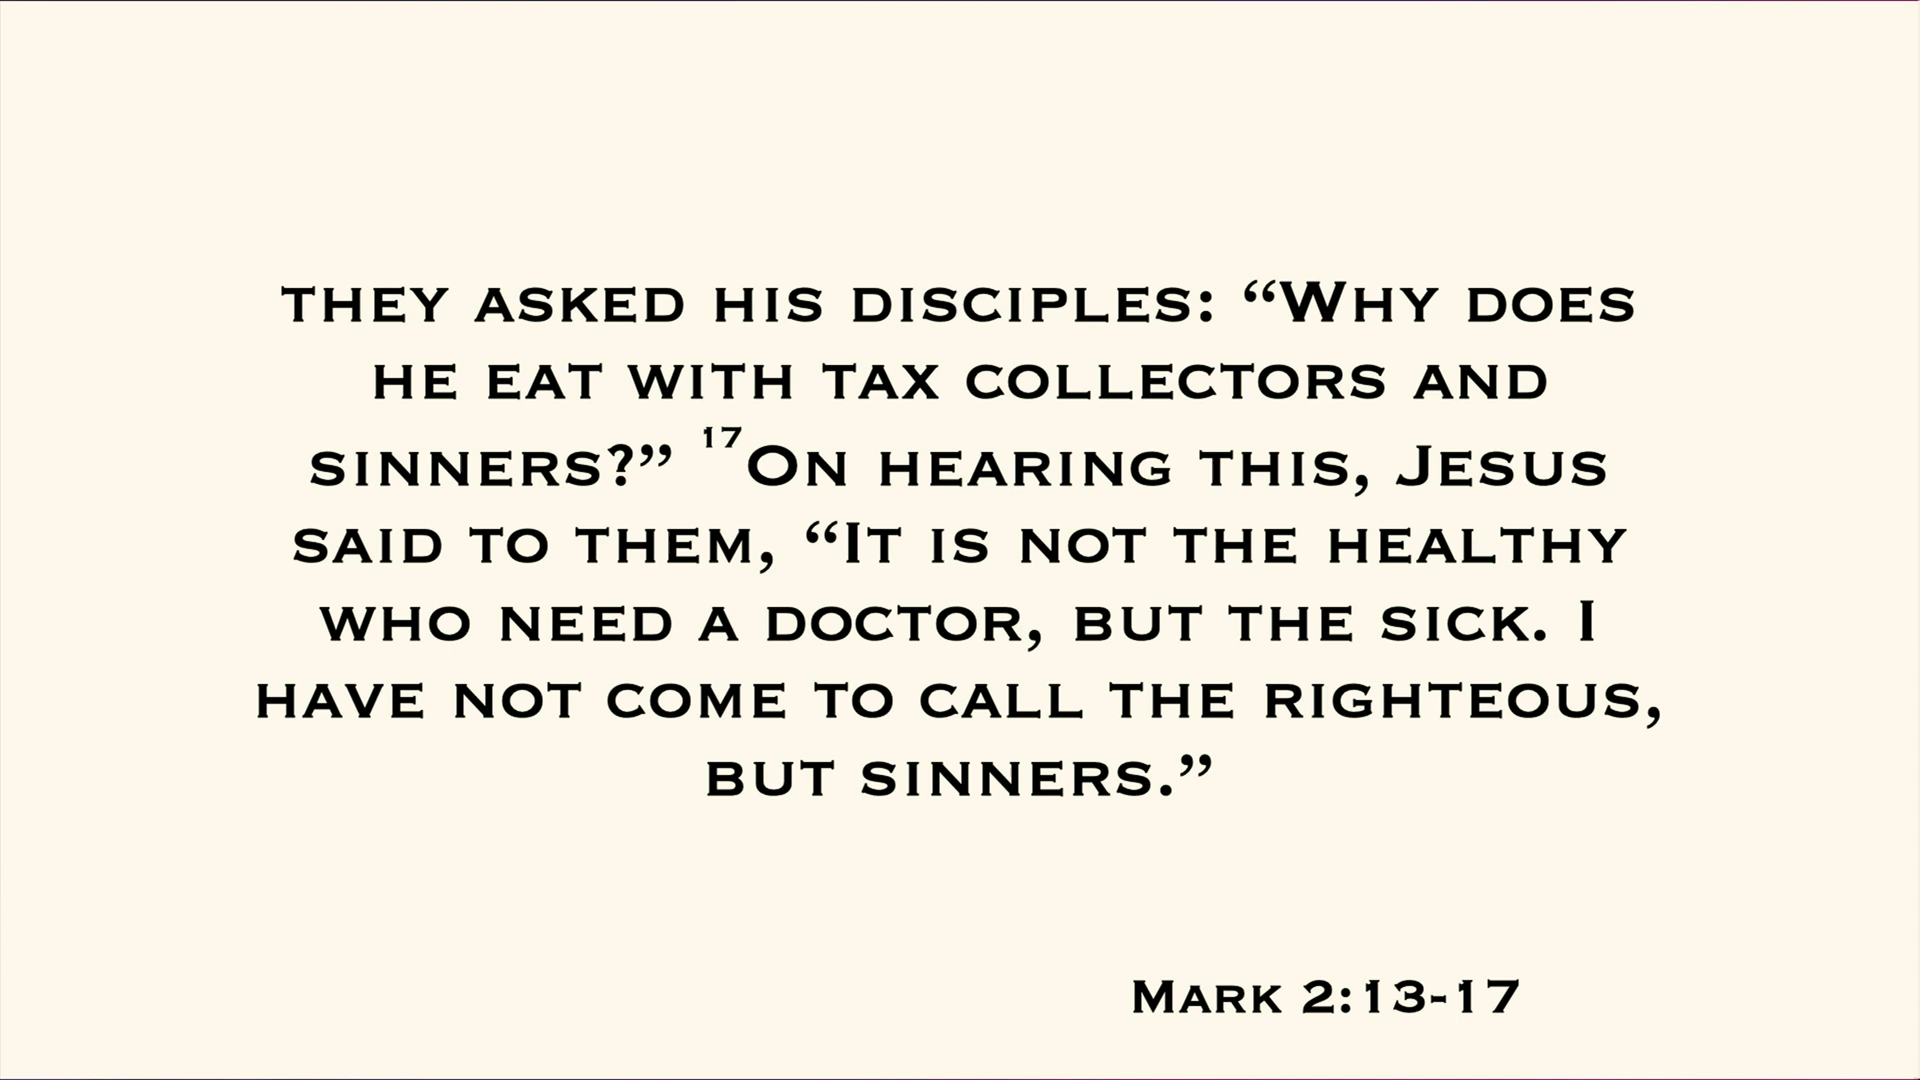 they asked his disciples: “Why does
he eat with tax collectors and
sinners?” ¹⁷On hearing this, Jesus
said to them, “It is not the healthy
who need a doctor, but the sick. I
have not come to call the righteous,
but sinners.”
Mark 2:13-17